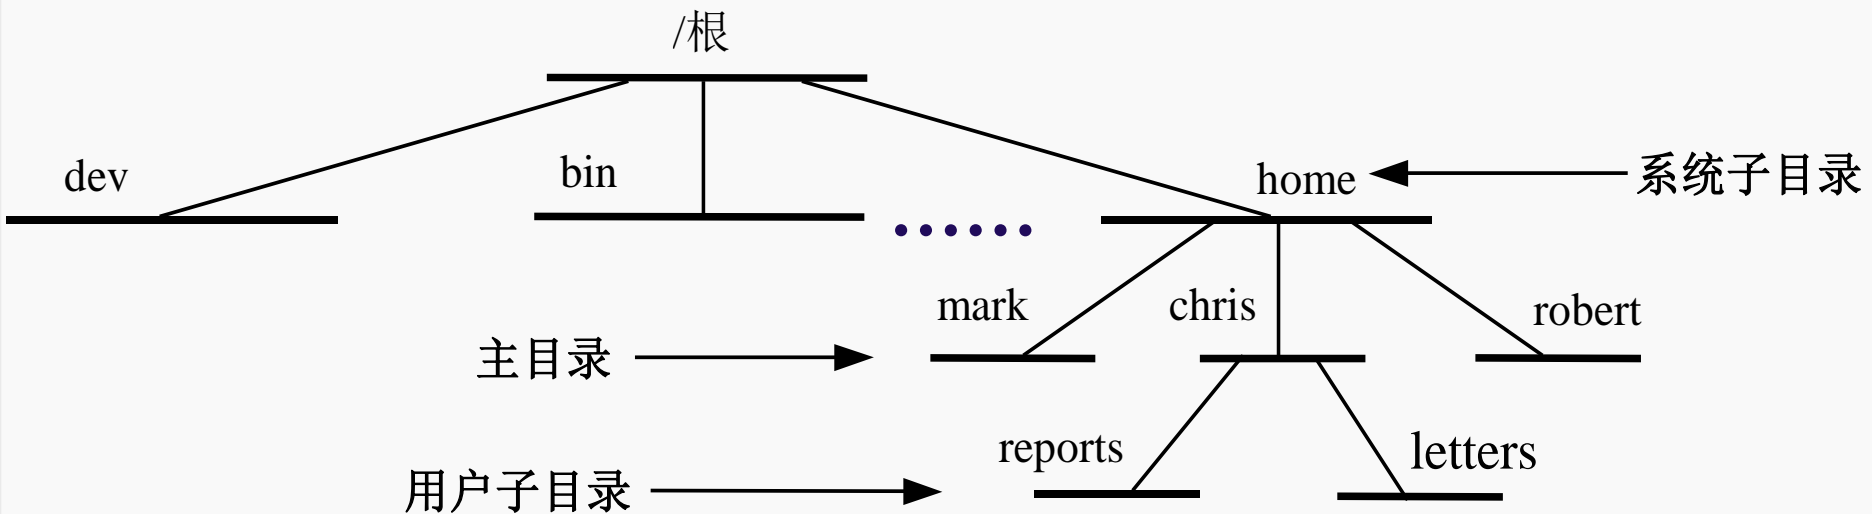 /根
dev
bin
home
系统子目录
mark
chris
robert
主目录
reports
letters
用户子目录